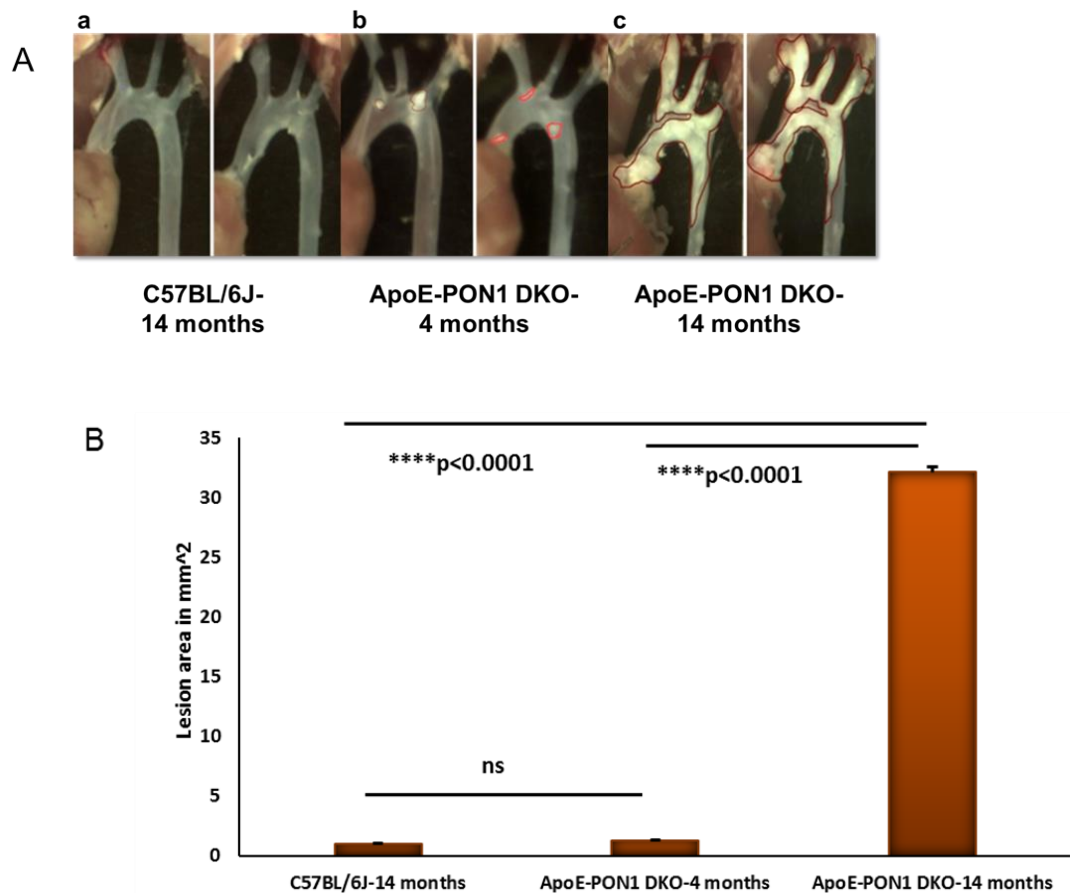 a b c
A
C57BL/6J-
14 months
ApoE-PON1 DKO-
4 months
ApoE-PON1 DKO-
14 months
B
Lesion area in mm^2
35
30
25
20
15
10
5
0
****p<0.0001
****p<0.0001
ns
C57BL/6J-14 months
ApoE-PON1 DKO-4 months
ApoE-PON1 DKO-14 months